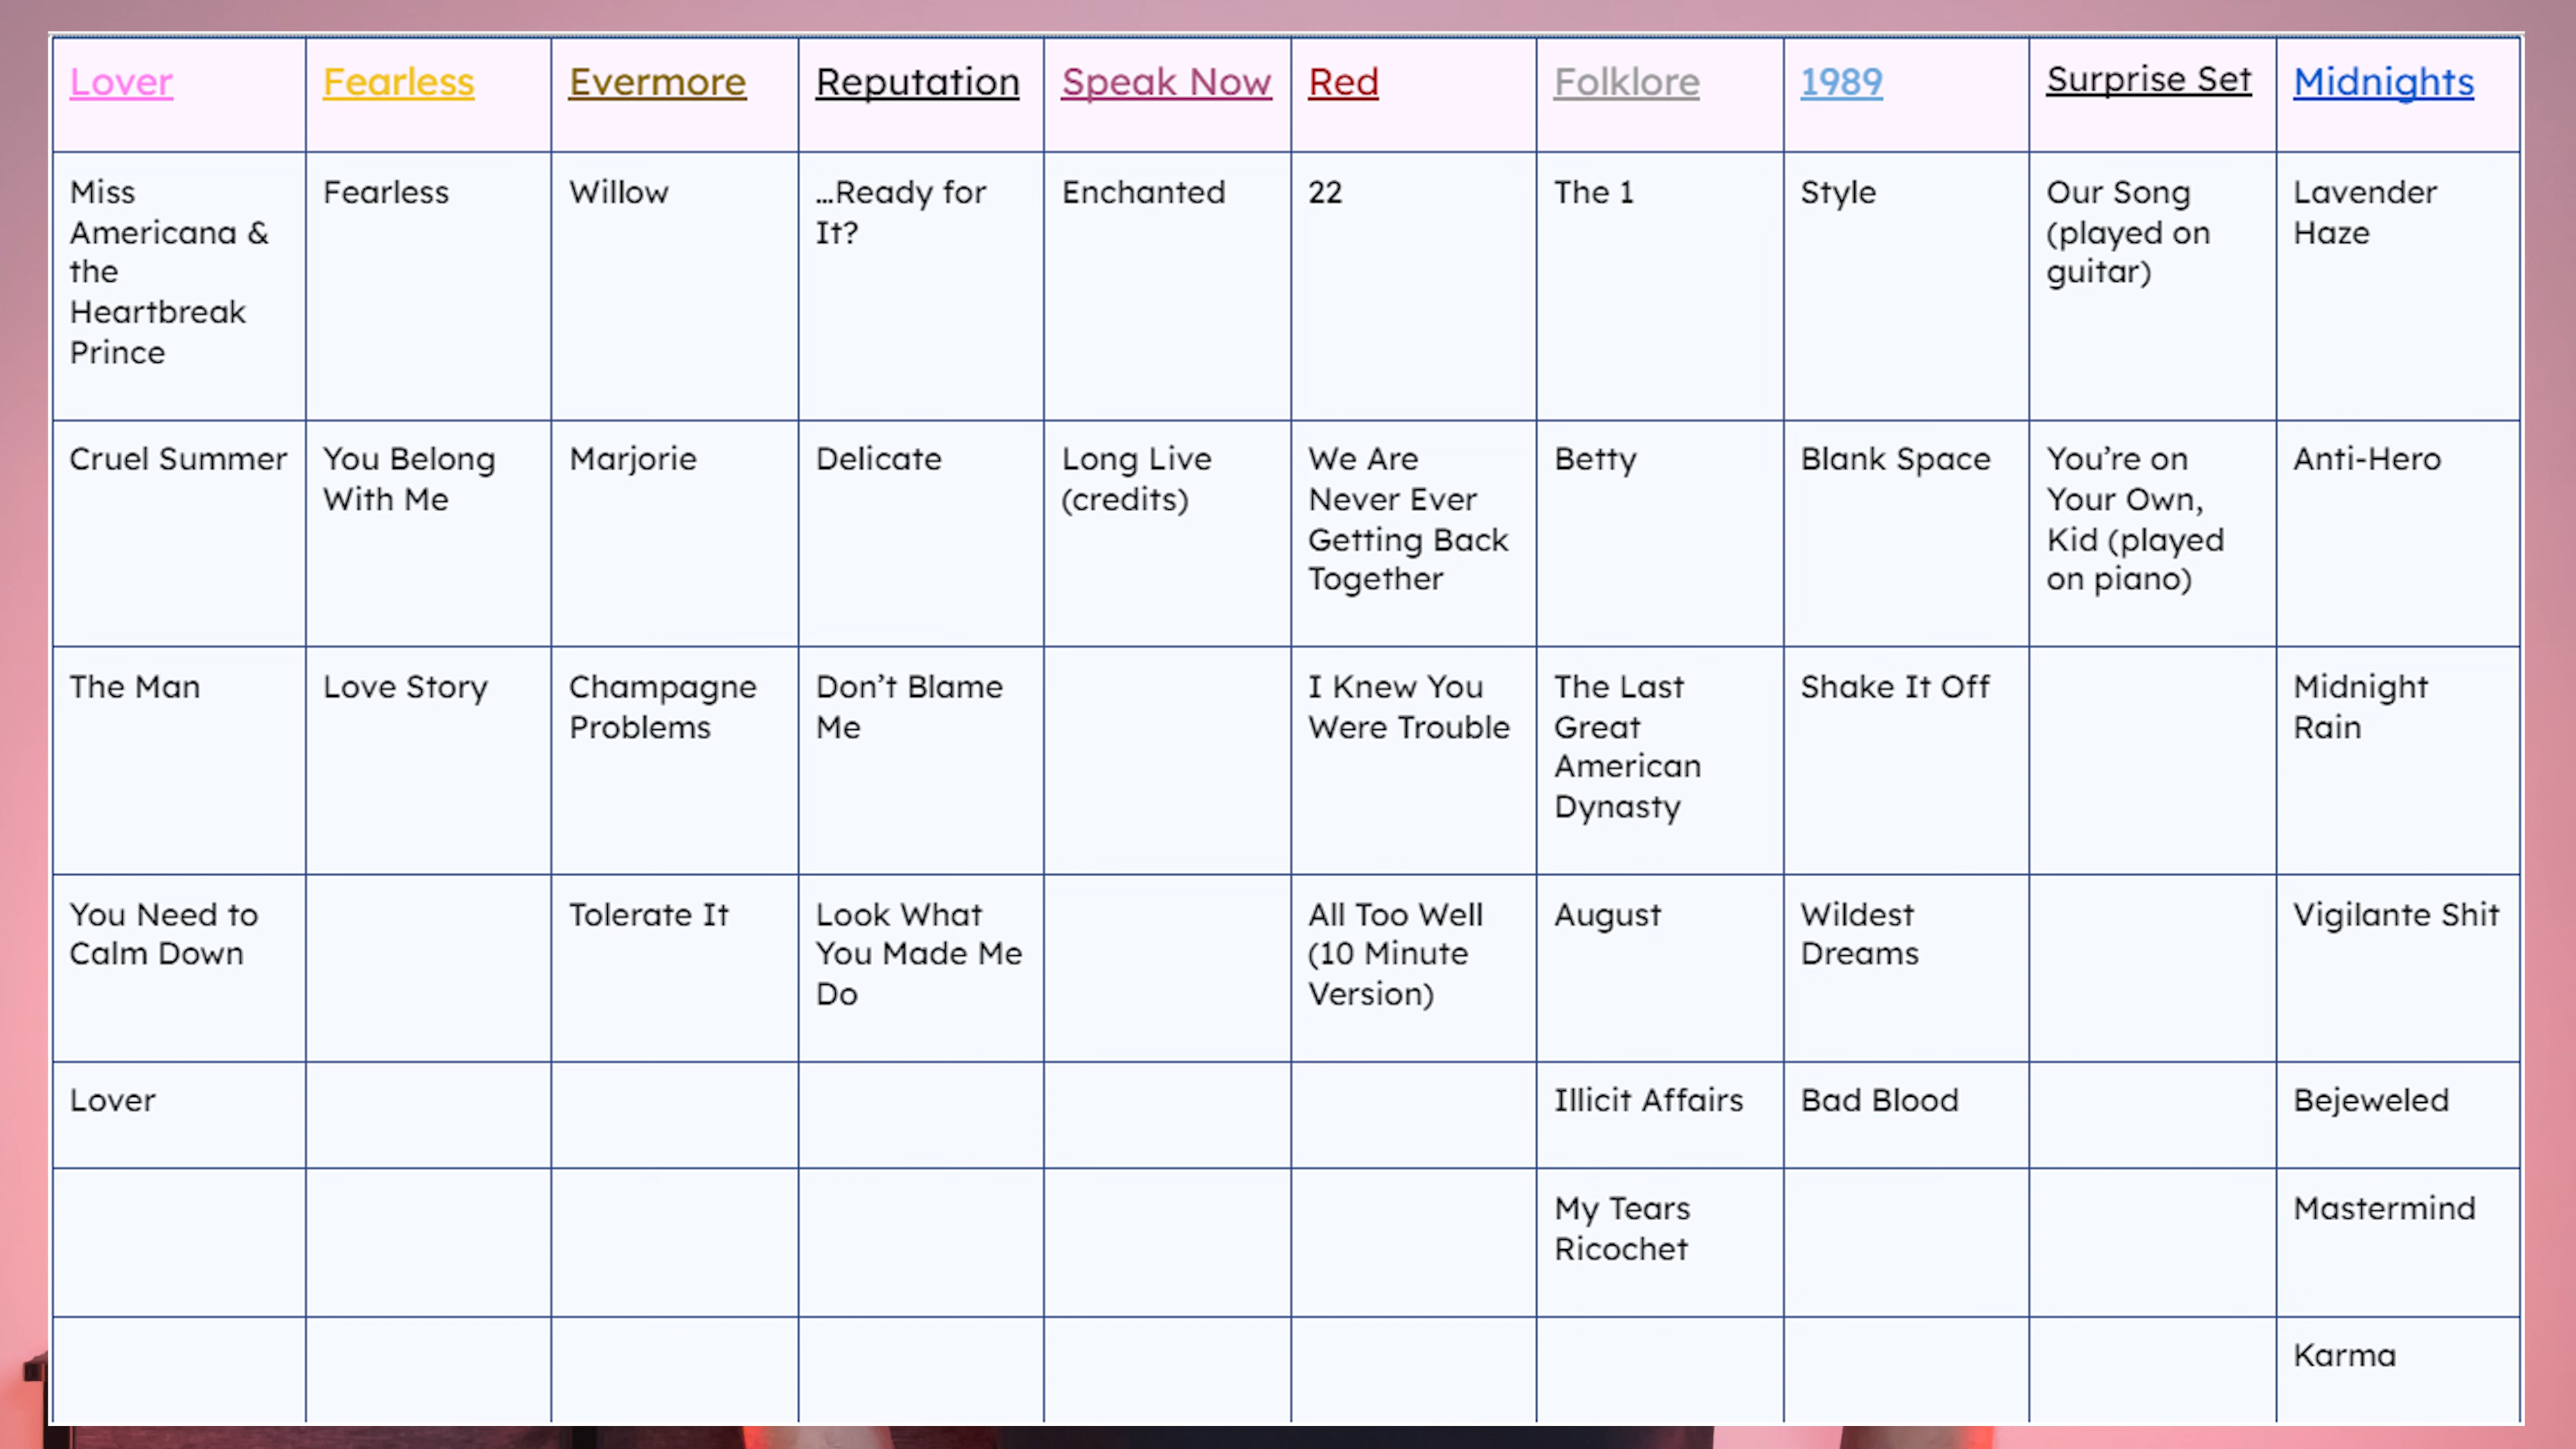 Lover Fearless Evermore Reputation Speak Now Red Folklore 1989 Surprise Set Midnights
Miss
Americana &
the
Heartbreak
Prince
Fearless
Willow
...Ready for
It?
Enchanted
22
The 1
Style
Our Song
(played on
guitar)
Lavender
Haze
Cruel Summer
You Belong
With Me
Marjorie
Delicate
Long Live
(credits)
We Are
Never Ever
Getting Back
Together
Betty
Blank Space
You’re on
Your Own,
Kid (played
on piano)
Anti-Hero
The Man
Love Story
Champagne
Problems
Don’t Blame
Me
I Knew You
Were Trouble
The Last
Great
American
Dynasty
Shake It Off
Midnight
Rain
You Need to
Calm Down
Tolerate It
Look What
You Made Me
Do
All Too Well
(10 Minute
Version)
August
Wildest
Dreams
Vigilante Shit
Lover
Illicit Affairs
Bad Blood
Bejeweled
My Tears
Ricochet
Mastermind
Karma